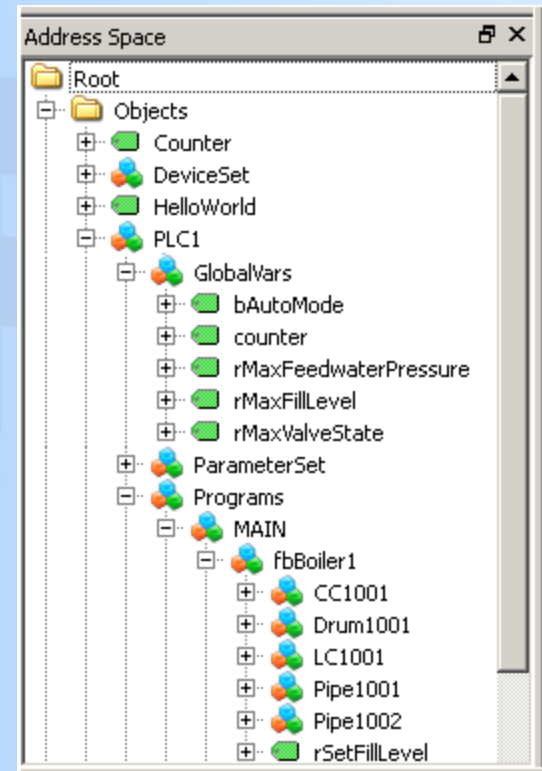 Address Space
Root
Objects
Counter
DeviceSet
HelloWorld
PLC1
GlobalVars
bAutoMode
counter
rMaxFeedwaterPressure
rMaxFillLevel
rMaxValveState
ParameterSet
Programs
MAIN
fbBoiler1
CC1001
Drum1001
LC1001
Pipe1001
Pipe1002
rSetFillLevel